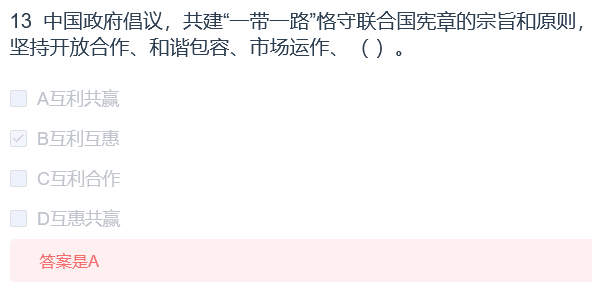 13 中国政府倡议，共建“一带一路”恪守联合国宪章的宗旨和原则，
坚持开放合作、和谐包容、市场运作、（ ）。
A互利共赢
B互利互惠
C互利合作
D互惠共赢
答案是A